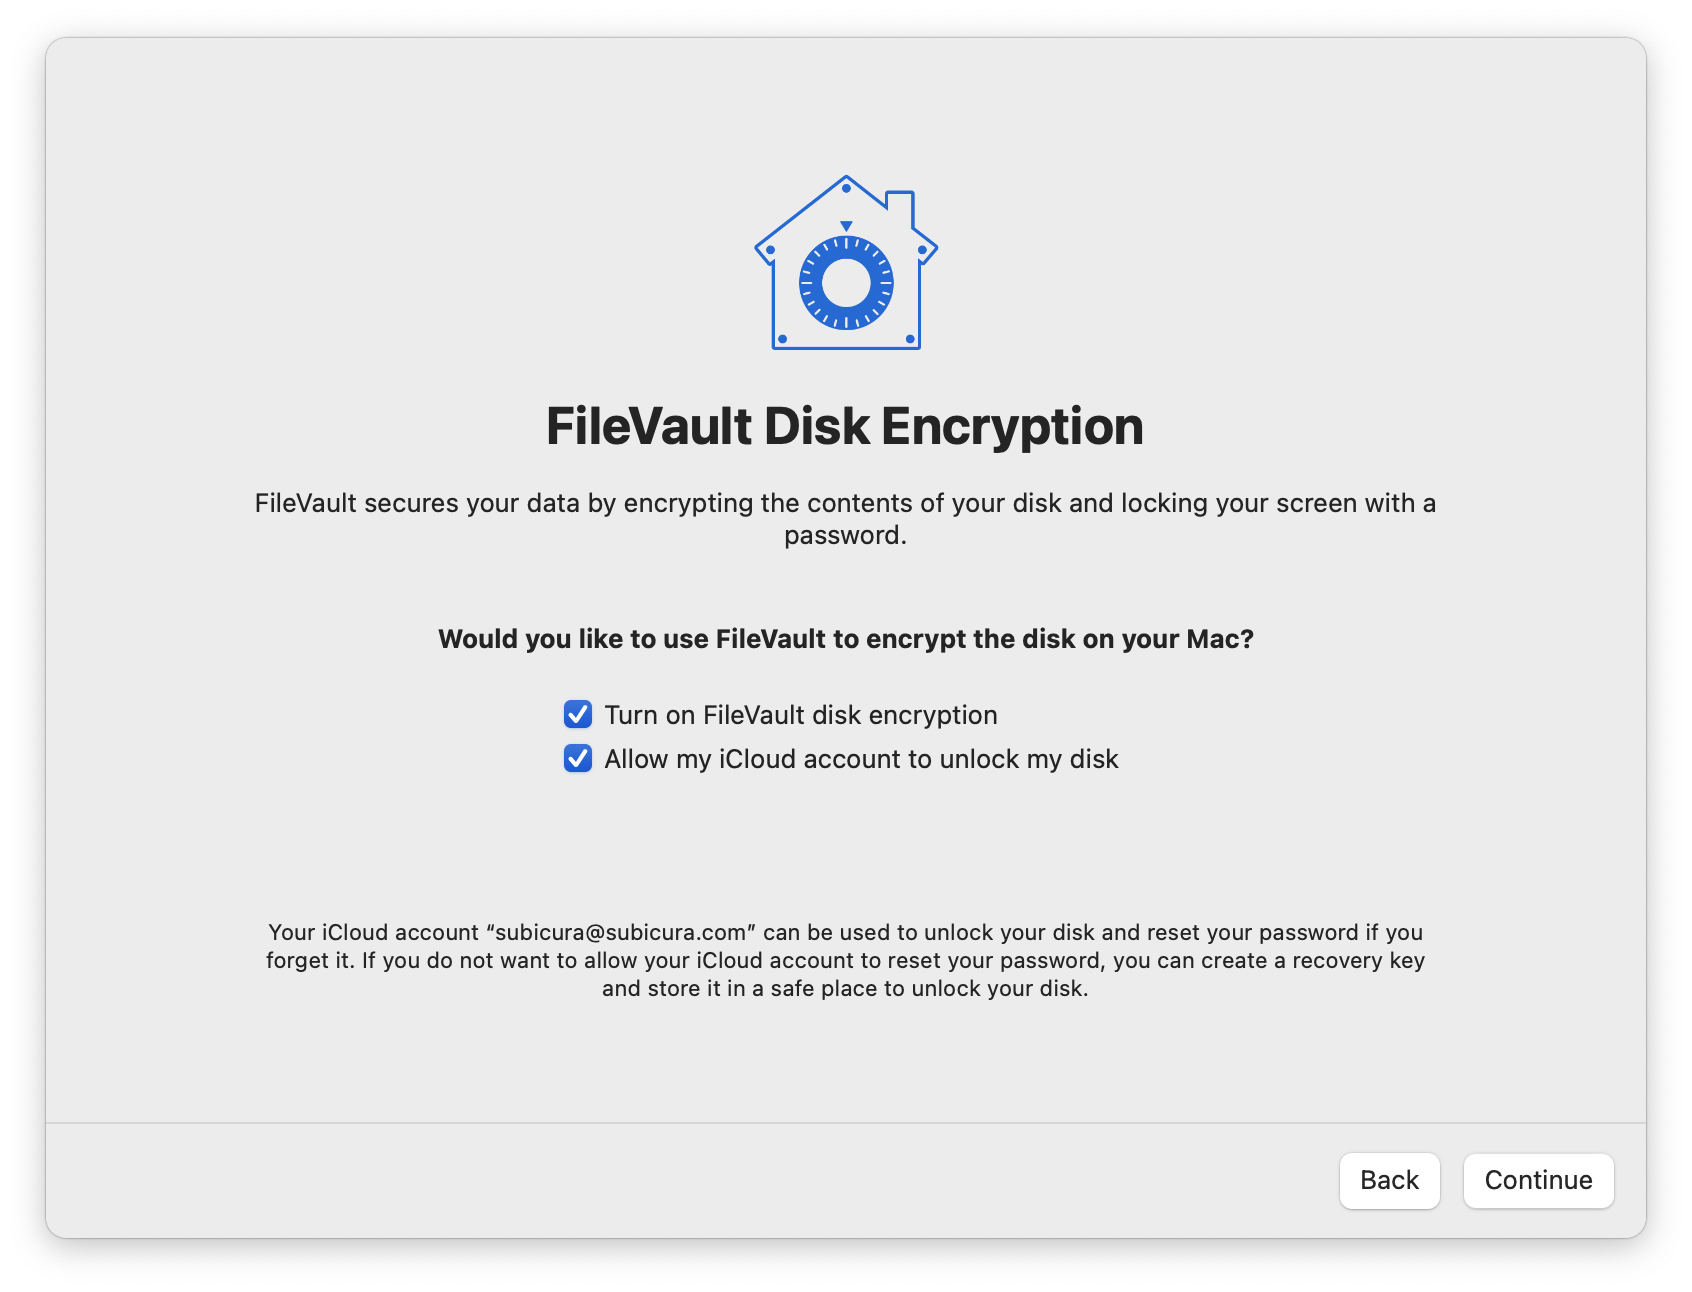 FileVault Disk Encryption
FileVault secures your data by encrypting the contents of your disk and locking your screen with a
password.
Would you like to use FileVault to encrypt the disk on your Mac?
Turn on FileVault disk encryption
Allow my iCloud account to unlock my disk
Your iCloud account “subicura@subicura.com” can be used to unlock your disk and reset your password if you
forget it. If you do not want to allow your iCloud account to reset your password, you can create a recovery key
and store it in a safe place to unlock your disk.
Back
Continue